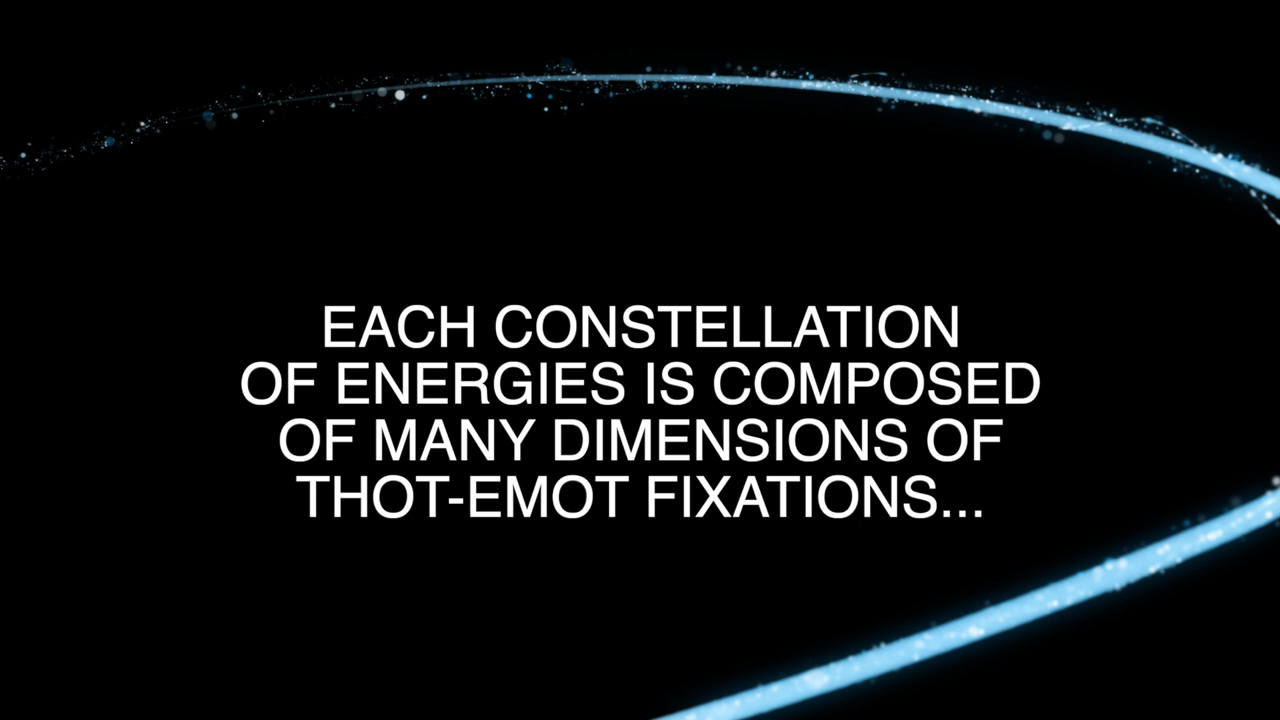 EACH CONSTELLATION
OF ENERGIES IS COMPOSED
OF MANY DIMENSIONS OF
THOT-EMOT FIXATIONS...